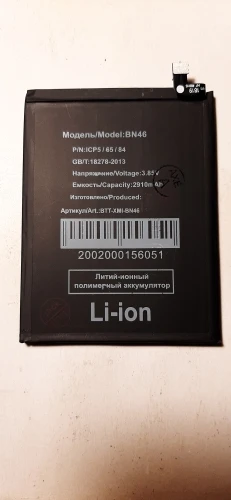 Модель/Model:BN46
P/N:ICP5 / 65 / 84
GB/T:18278-2013
Напряжение/Voltage:3.85V
Емкость/Capacity:2910mAh
Изготовлено/Produced:
Артикул/Art.:BTT-XMI-BN46
2002000156051
Литий-ионный
полимерный аккумулятор
Li-ion